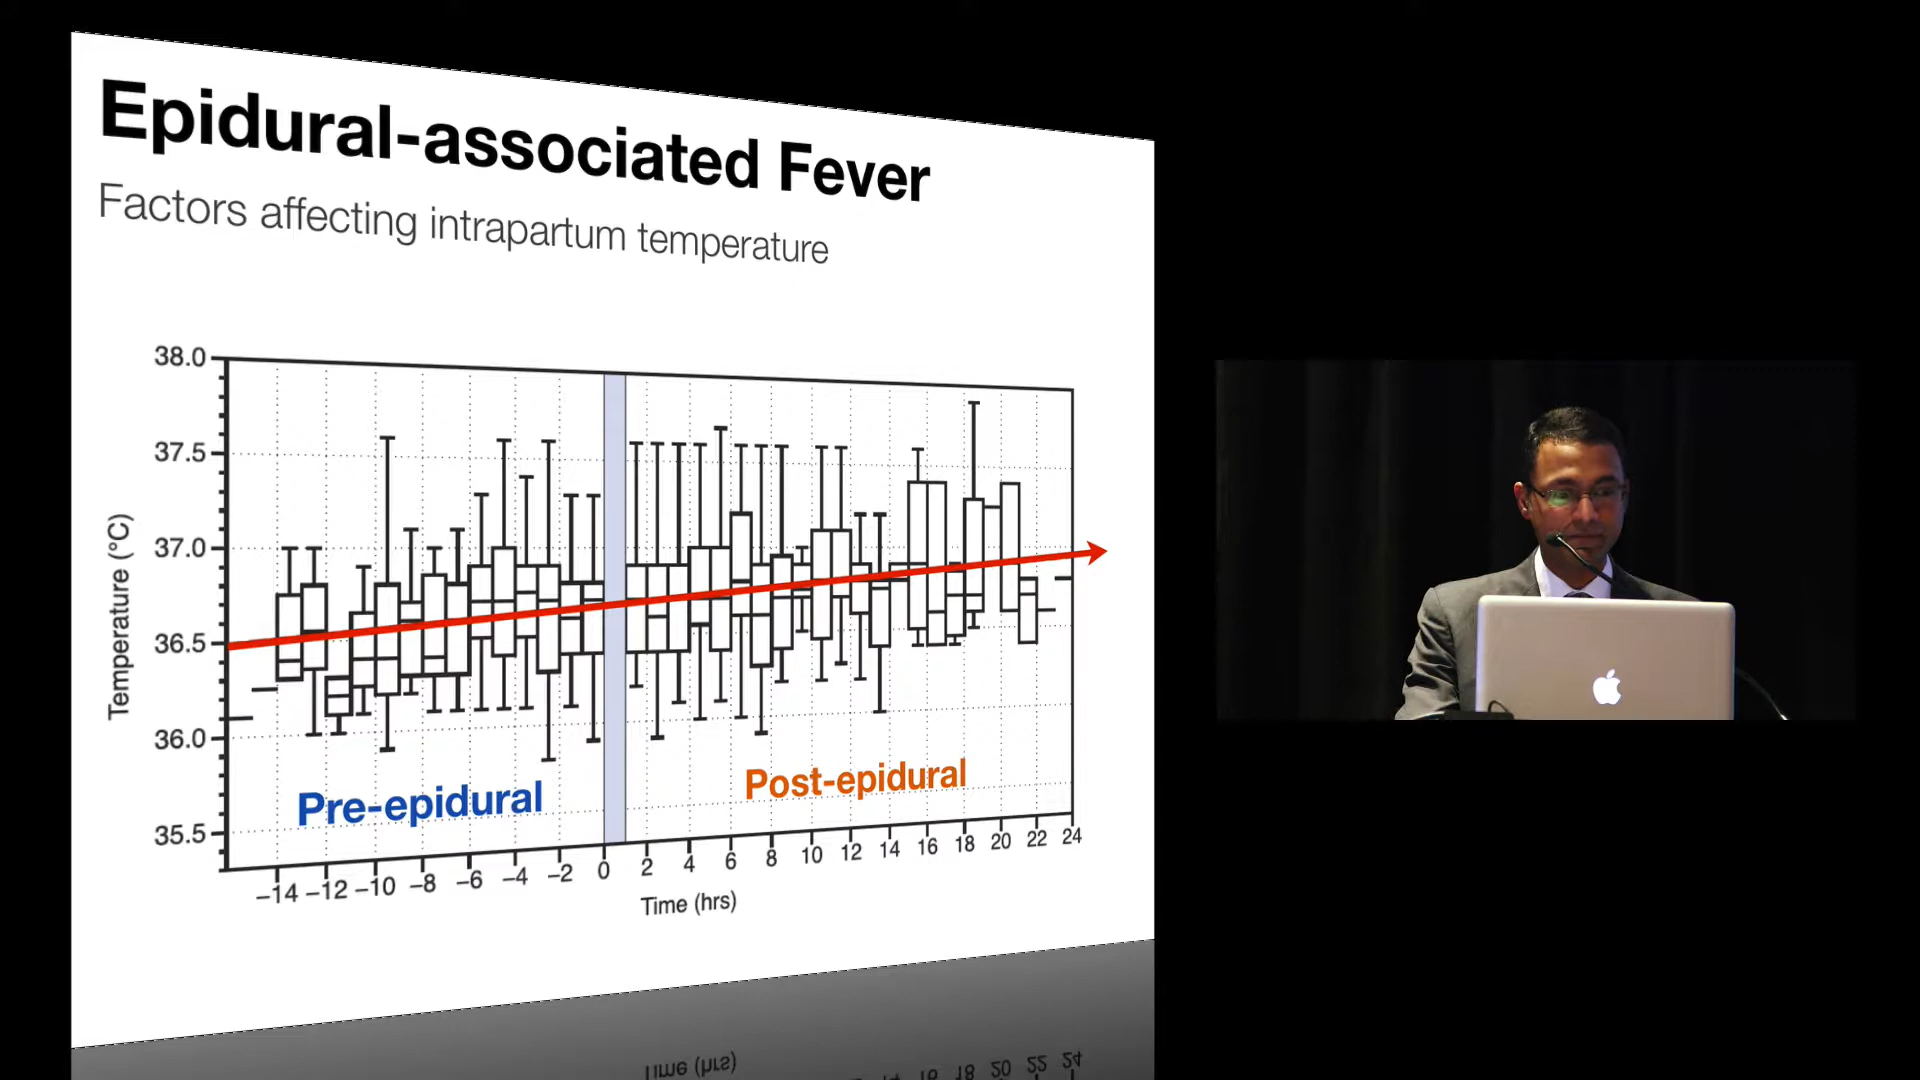 Epidural-associated Fever
Factors affecting intrapartum temperature
38.0
37.5
37.0
36.5
36.0
35.5
Temperature (°C)
Pre-epidural
Post-epidural
–14 –12 –10 –8 –6 –4 –2 0 2 4 6 8 10 12 14 16 18 20 22 24
Time (hrs)